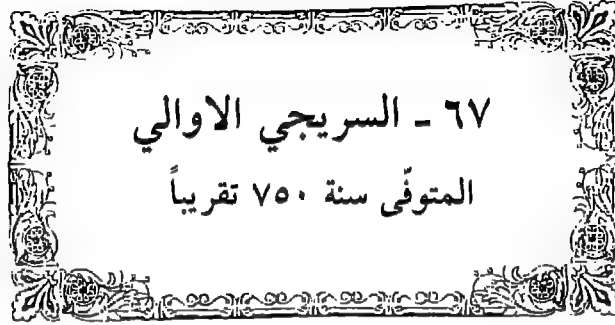 ٦٧ ـ السريجي الاوالي
المتوفّى سنة ٧٥٠ تقريباً